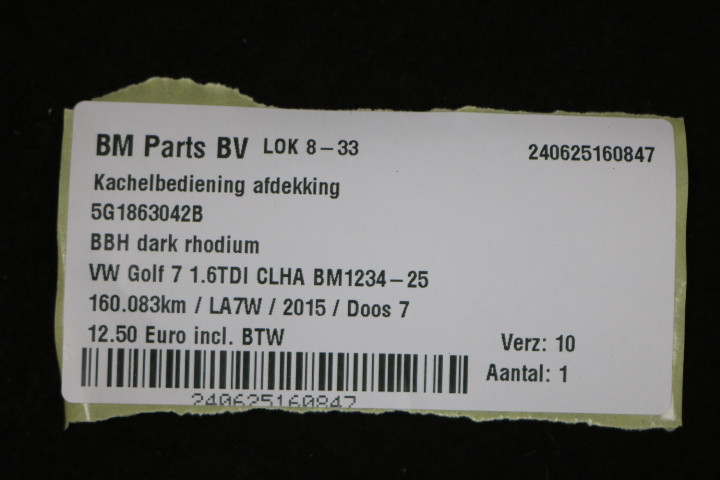 BM Parts BV LOK 8-33 240625160847
Kachelbediening afdekking
5G1863042B
BBH dark rhodium
VW Golf 7 1.6TDI CLHA BM1234-25
160.083km / LA7W / 2015 / Doos 7
12.50 Euro incl. BTW Verz: 10
Aantal: 1
240625160847